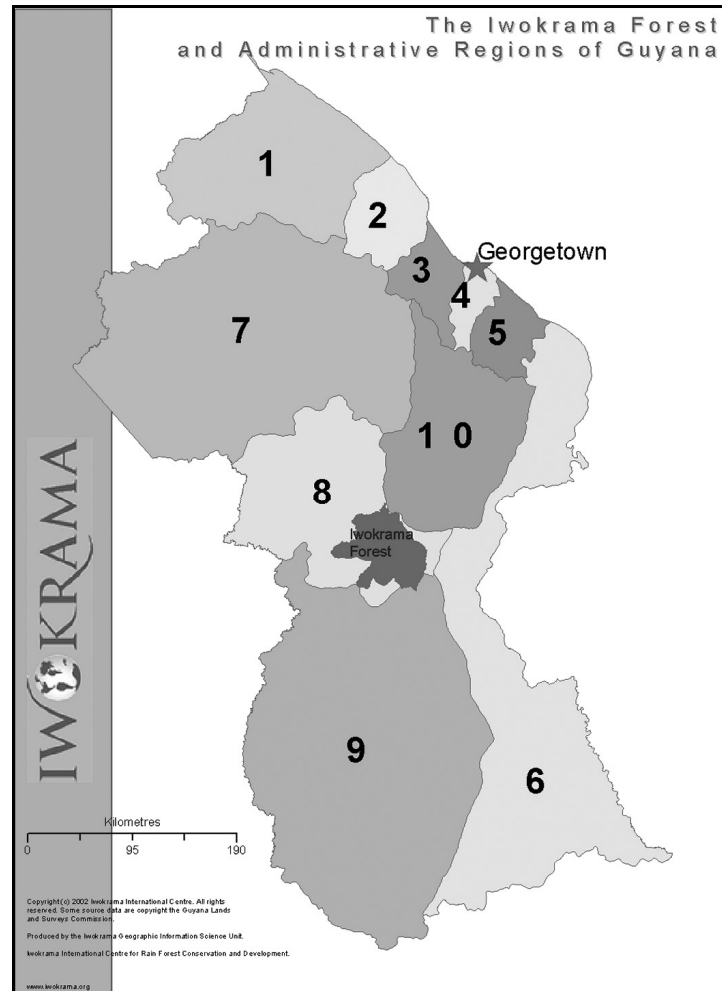 The Iwokrama Forest
and Administrative Regions of Guyana
1
2
Georgetown
3
4
5
7
1 0
8
Iwokrama
Forest
9
6
IWOKRAMA
Kilometres
0 95 190
Copyright(c) 2002 Iwokrama International Centre. All rights
reserved. Some source data are copyright the Guyana Lands
and Surveys Commission.
Produced by the Iwokrama Geographic Information Science Unit.
Iwokrama International Centre for Rain Forest Conservation and Development.
www.iwokrama.org